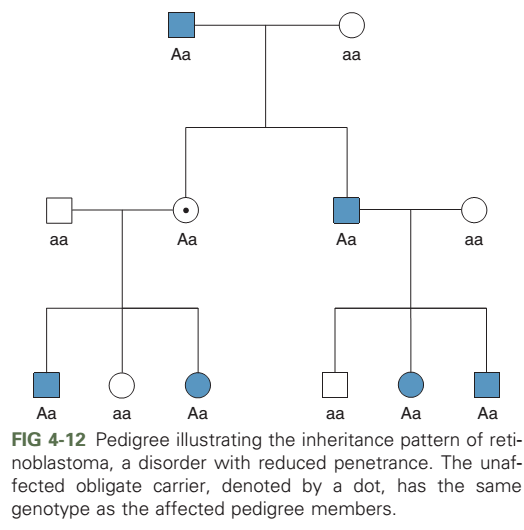 Aa aa
aa Aa Aa aa
Aa aa Aa aa Aa Aa
FIG 4-12 Pedigree illustrating the inheritance pattern of reti-
noblastoma, a disorder with reduced penetrance. The unaf-
fected obligate carrier, denoted by a dot, has the same
genotype as the affected pedigree members.